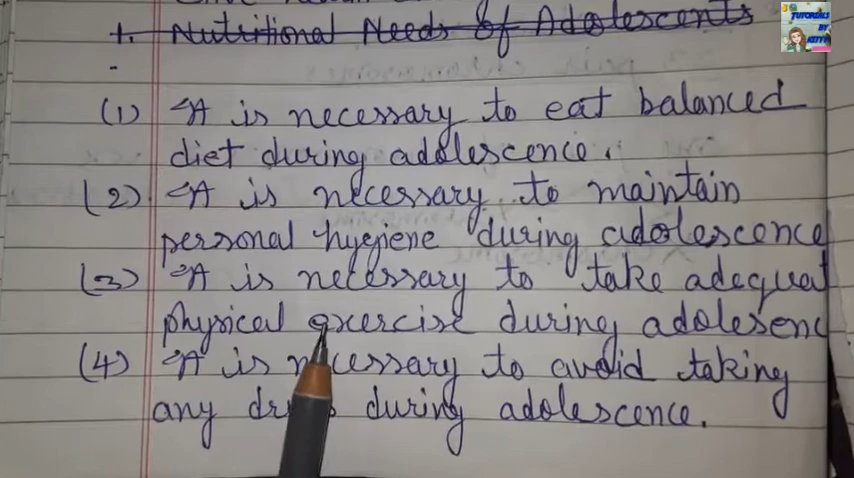 1. Nutritional Needs of Adolescents
(1) It is necessary to eat balanced
diet during adolescence.
(2) It is necessary to maintain
personal hygiene during adolescence
(3) It is necessary to take adequat
physical exercise during adolesenc
(4) It is necessary to avoid taking
any during adolescence.
TUTORIALS
BY